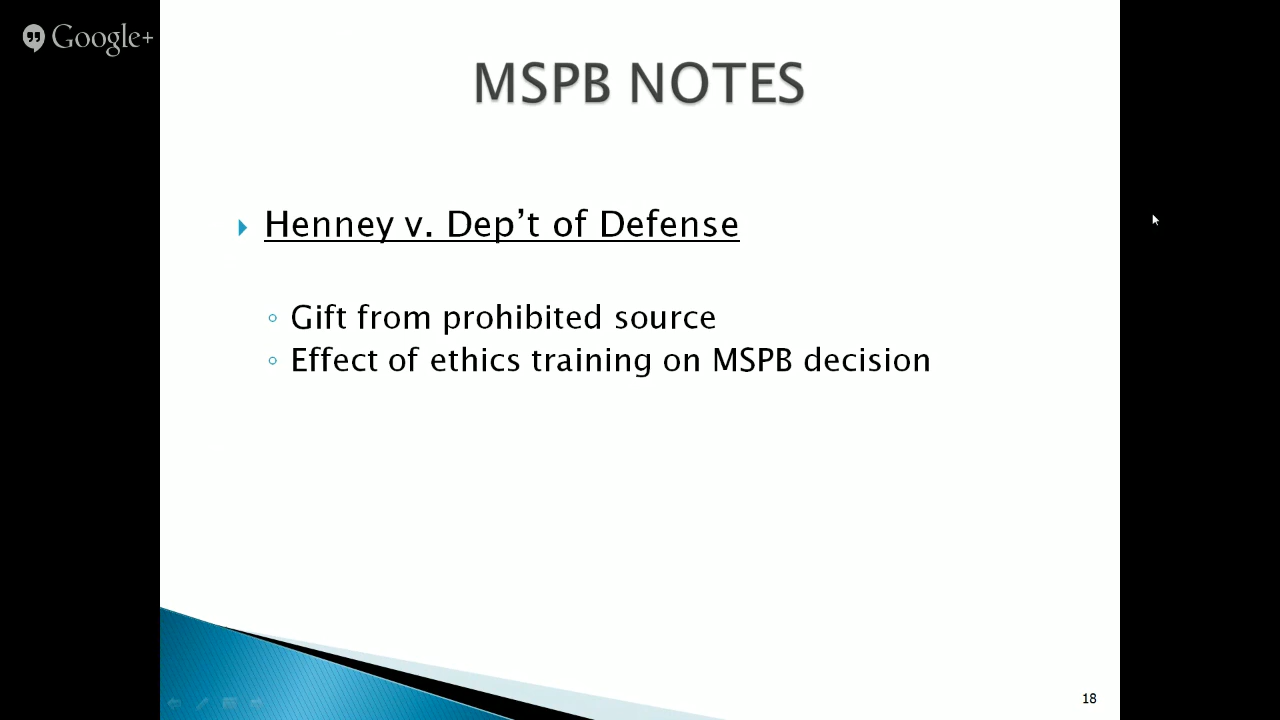 Google+
MSPB NOTES
Henney v. Dep’t of Defense
Gift from prohibited source
Effect of ethics training on MSPB decision
18